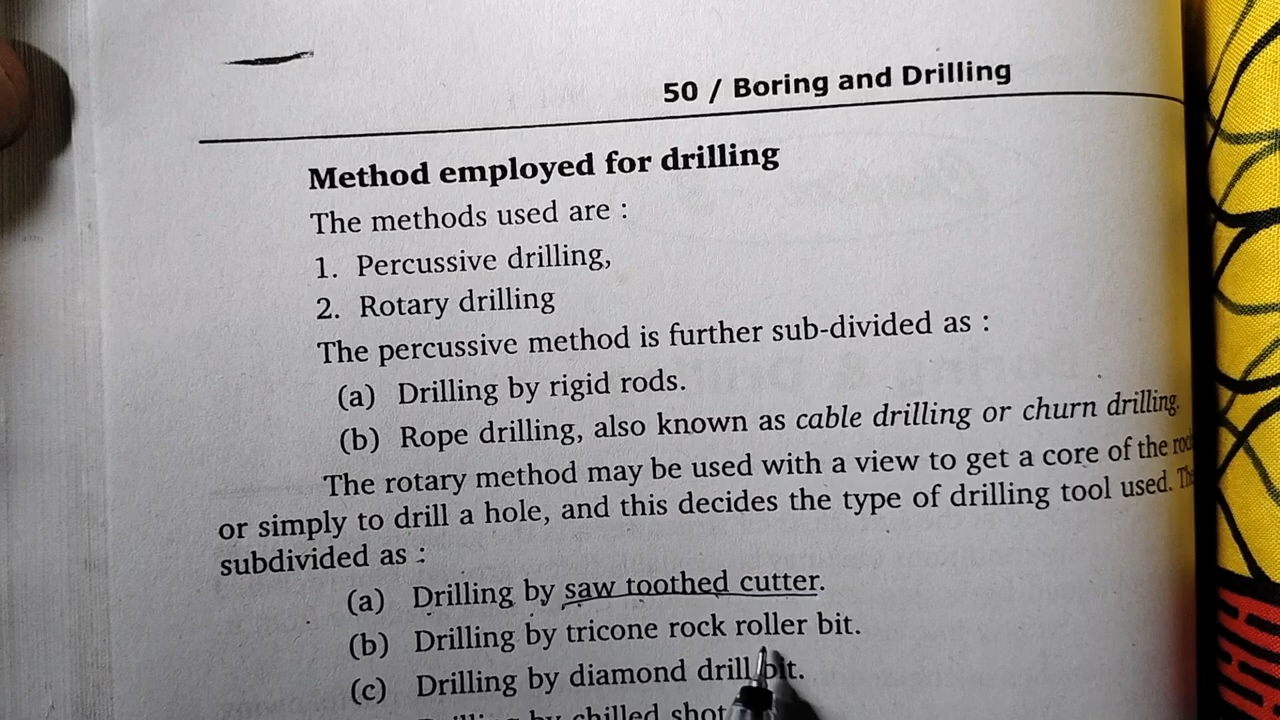 50 / Boring and Drilling
Method employed for drilling
The methods used are :
1. Percussive drilling,
2. Rotary drilling
The percussive method is further sub-divided as :
(a) Drilling by rigid rods.
(b) Rope drilling, also known as cable drilling or churn drilling.
The rotary method may be used with a view to get a core of the
or simply to drill a hole, and this decides the type of drilling tool used.
subdivided as :
(a) Drilling by saw toothed cutter.
(b) Drilling by tricone rock roller bit.
(c) Drilling by diamond drill bit.
by chilled shot